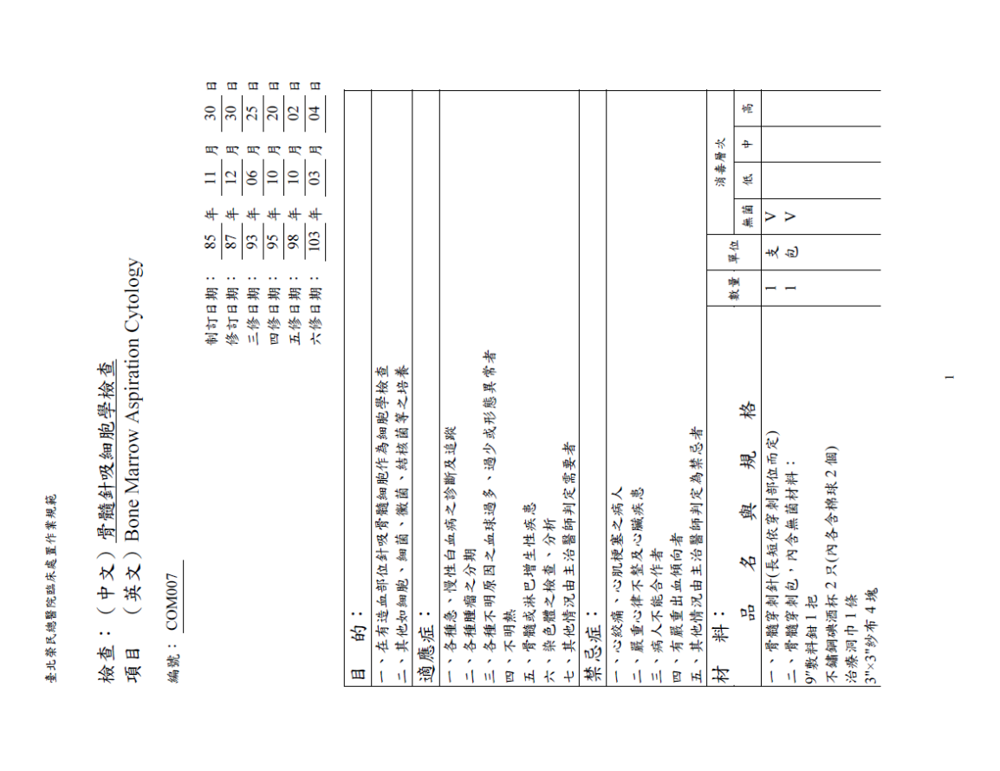 臺北榮民總醫院臨床處置作業規範
檢查：（中文）骨髓針吸細胞學檢查
項目 （英文）Bone Marrow Aspiration Cytology
編號： COM007
制訂日期： 85 年 11 月 30 日
修訂日期： 87 年 12 月 30 日
三修日期： 93 年 06 月 25 日
四修日期： 95 年 10 月 20 日
五修日期： 98 年 10 月 02 日
六修日期： 103 年 03 月 04 日
目 的：
一、在有造血部位針吸骨髓細胞作為細胞學檢查
二、其他如細胞、細菌、黴菌、結核菌等之培養
適應症：
一、各種急、慢性白血病之診斷及追蹤
二、各種腫瘤之分期
三、各種不明原因之血球過多、過少或形態異常者
四、不明熱
五、骨髓或淋巴增生性疾患
六、染色體之檢查、分析
七、其他情況由主治醫師判定需要者
禁忌症：
一、心絞痛、心肌梗塞之病人
二、嚴重心律不整及心臟疾患
三、病人不能合作者
四、有嚴重出血傾向者
五、其他情況由主治醫師判定為禁忌者
材 料：
品 名 與 規 格 數量 單位 消毒層次
無菌 低 中 高
一、骨髓穿刺針(長短依穿刺部位而定) 1 支 V
二、骨髓穿刺包，內含無菌材料： 1 包 V
9"敷料鉗 1 把
不鏽鋼碘酒杯 2 只(內各含棉球 2 個)
治療洞巾 1 條
3"×3"紗布 4 塊
1